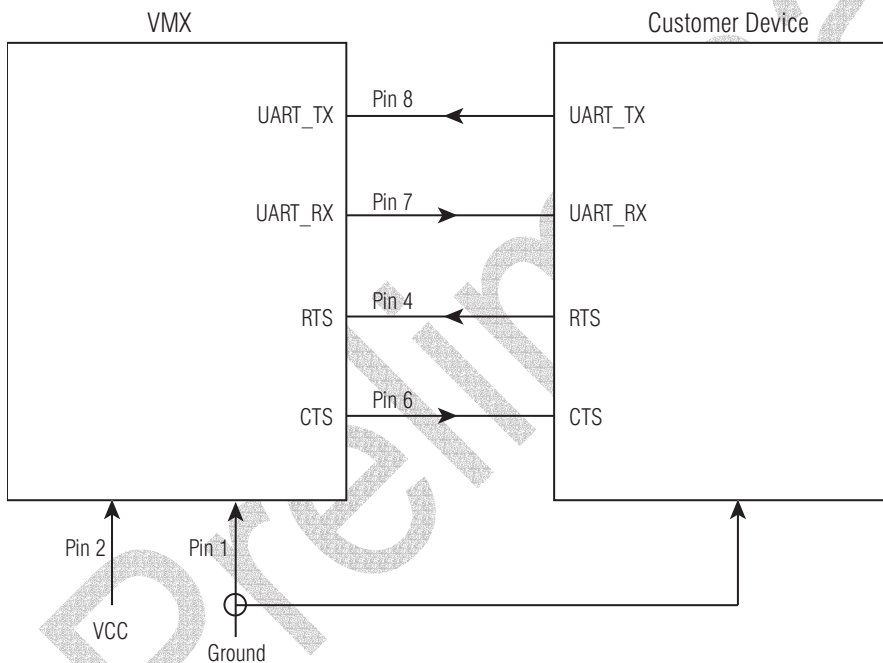 VMX Customer Device
UART_TX Pin 8 UART_TX
UART_RX Pin 7 UART_RX
RTS Pin 4 RTS
CTS Pin 6 CTS
Pin 2 Pin 1
VCC
Ground